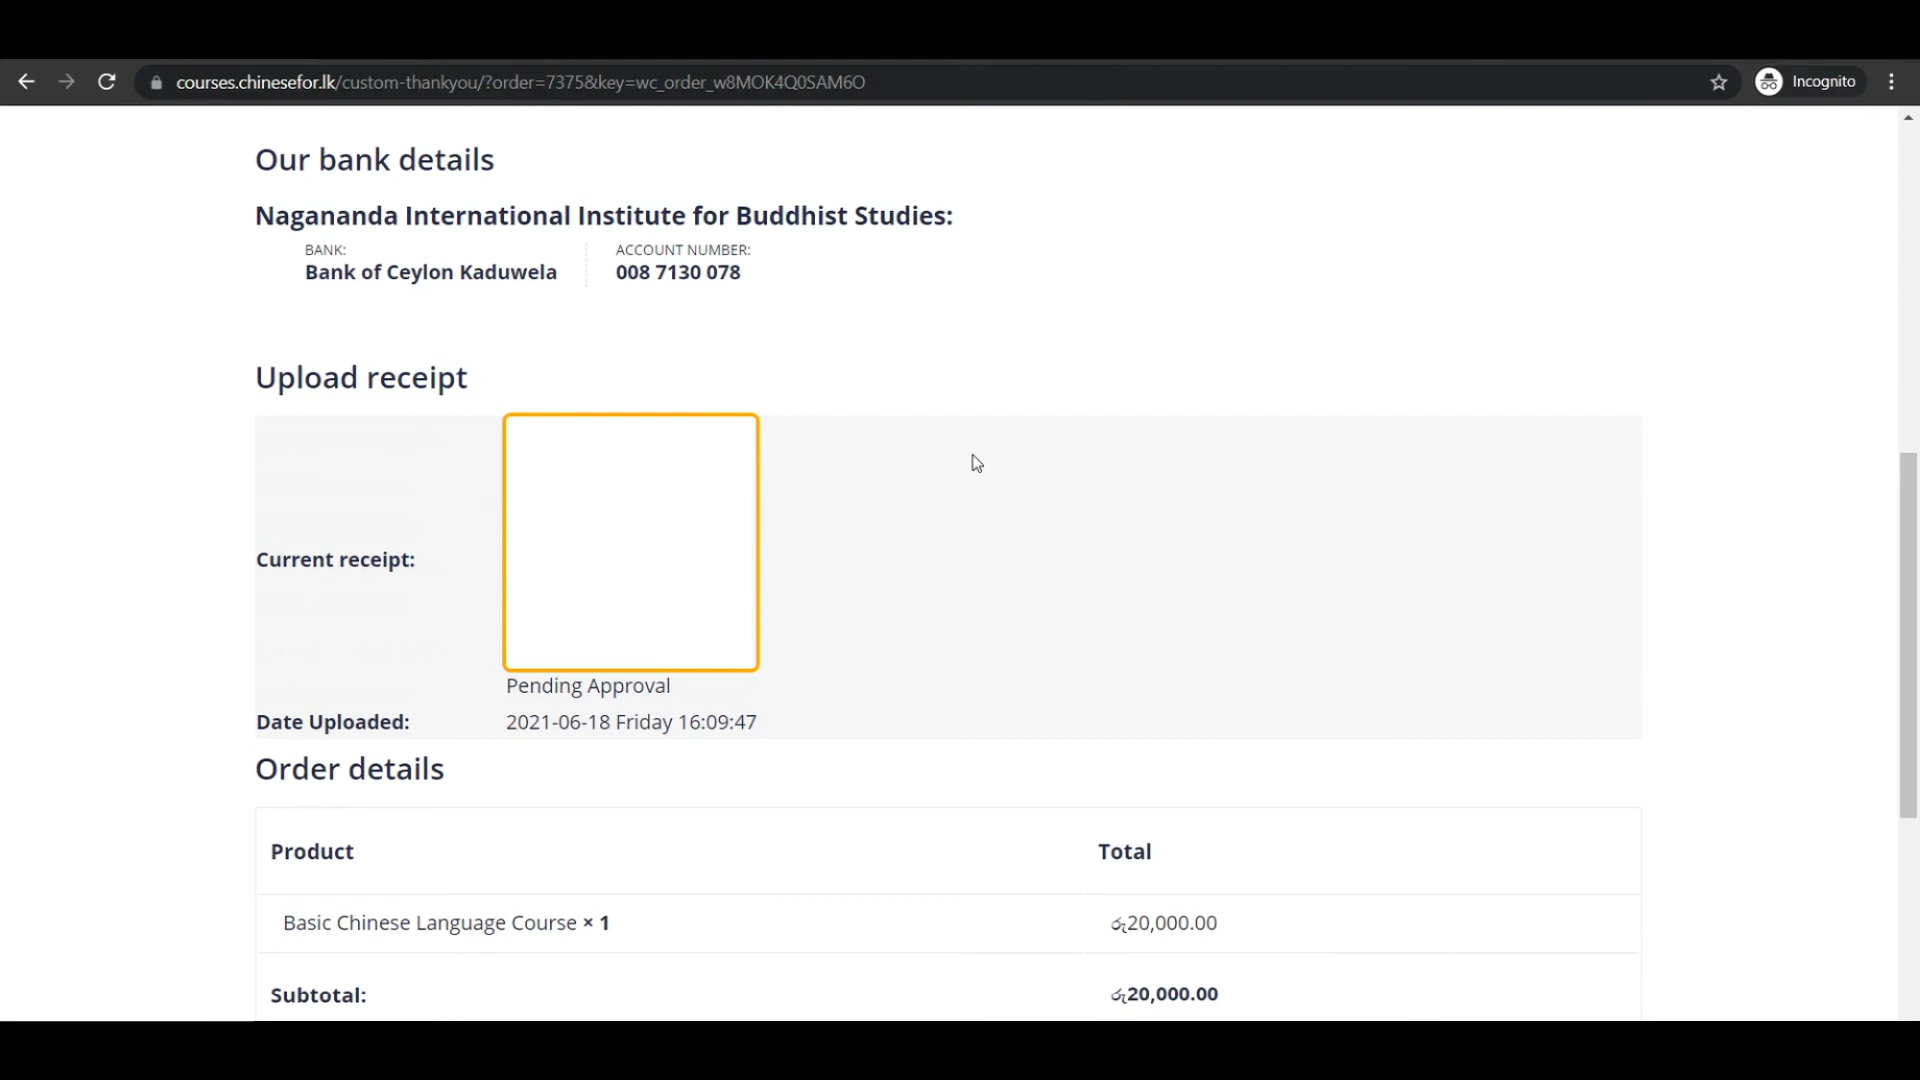 courses.chinesefor.lk/custom-thankyou/?order=7375&key=wc_order_w8MOK4Q0SAM6O
Incognito
Our bank details
Nagananda International Institute for Buddhist Studies:
BANK: ACCOUNT NUMBER:
Bank of Ceylon Kaduwela 008 7130 078
Upload receipt
Current receipt:
Pending Approval
Date Uploaded: 2021-06-18 Friday 16:09:47
Order details
Product Total
Basic Chinese Language Course × 1 රු20,000.00
Subtotal: රු20,000.00